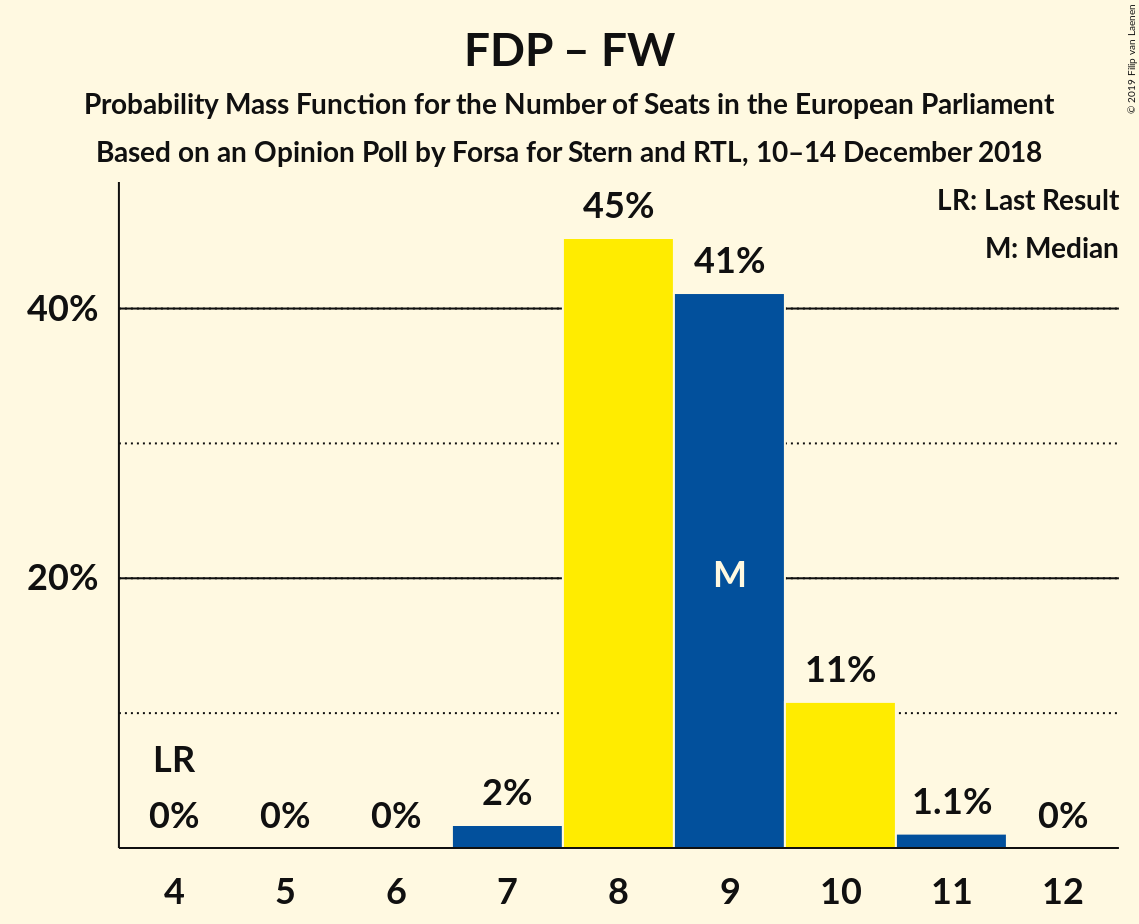 FDP – FW
Probability Mass Function for the Number of Seats in the European Parliament
Based on an Opinion Poll by Forsa for Stern and RTL, 10–14 December 2018
© 2019 Filip van Laenen
LR: Last Result
M: Median
45%
41%
40%
20%
M
11%
LR
0%
0%
0%
2%
1.1%
0%
4 5 6 7 8 9 10 11 12